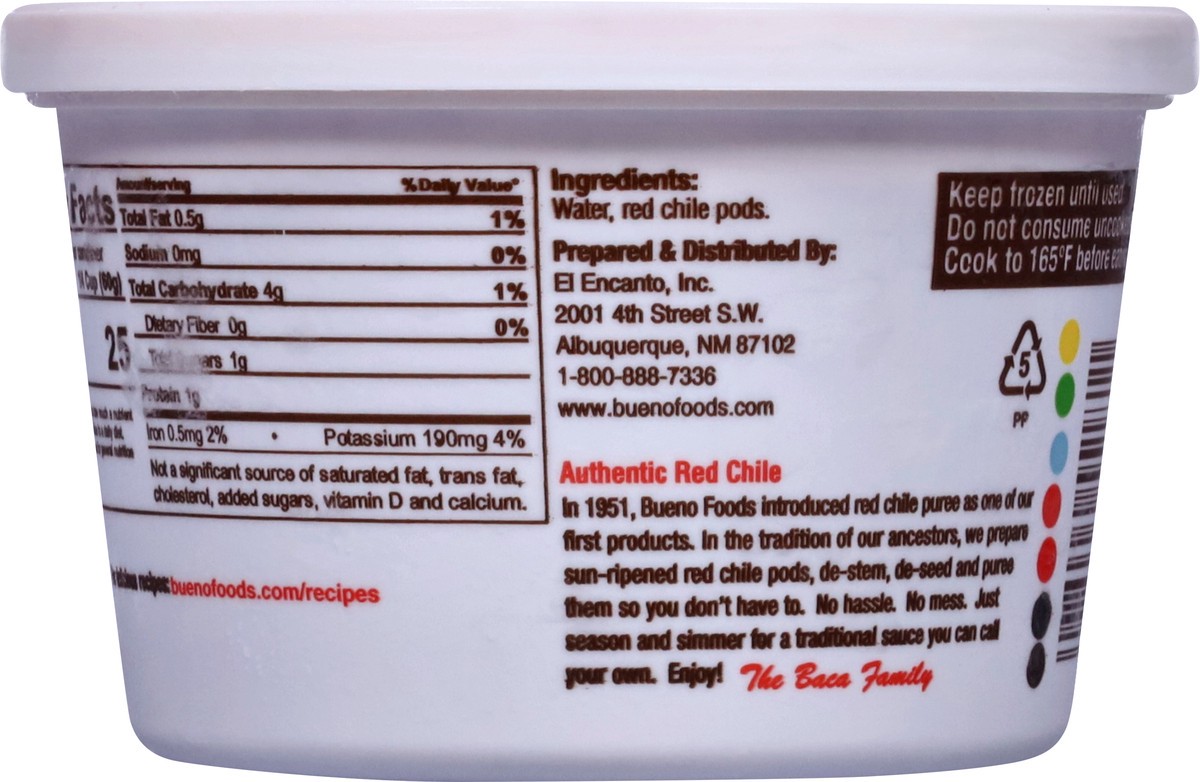 Facts
Amount/serving % Daily Value*
Total Fat 0.5g 1%
Sodium 0mg 0%
Cup (60g)
Total Carbohydrate 4g 1%
Dietary Fiber 0g 0%
25
Total Sugars 1g
Protein 1g
Iron 0.5mg 2% • Potassium 190mg 4%
Not a significant source of saturated fat, trans fat,
cholesterol, added sugars, vitamin D and calcium.
recipes: buenofoods.com/recipes
Ingredients:
Water, red chile pods.
Prepared & Distributed By:
El Encanto, Inc.
2001 4th Street S.W.
Albuquerque, NM 87102
1-800-888-7336
www.buenofoods.com
Authentic Red Chile
In 1951, Bueno Foods introduced red chile puree as one of our
first products. In the tradition of our ancestors, we prepare
sun-ripened red chile pods, de-stem, de-seed and puree
them so you don't have to. No hassle. No mess. Just
season and simmer for a traditional sauce you can call
your own. Enjoy! The Baca Family
Keep frozen until used
Do not consume
Cook to 165°F before
5
PP